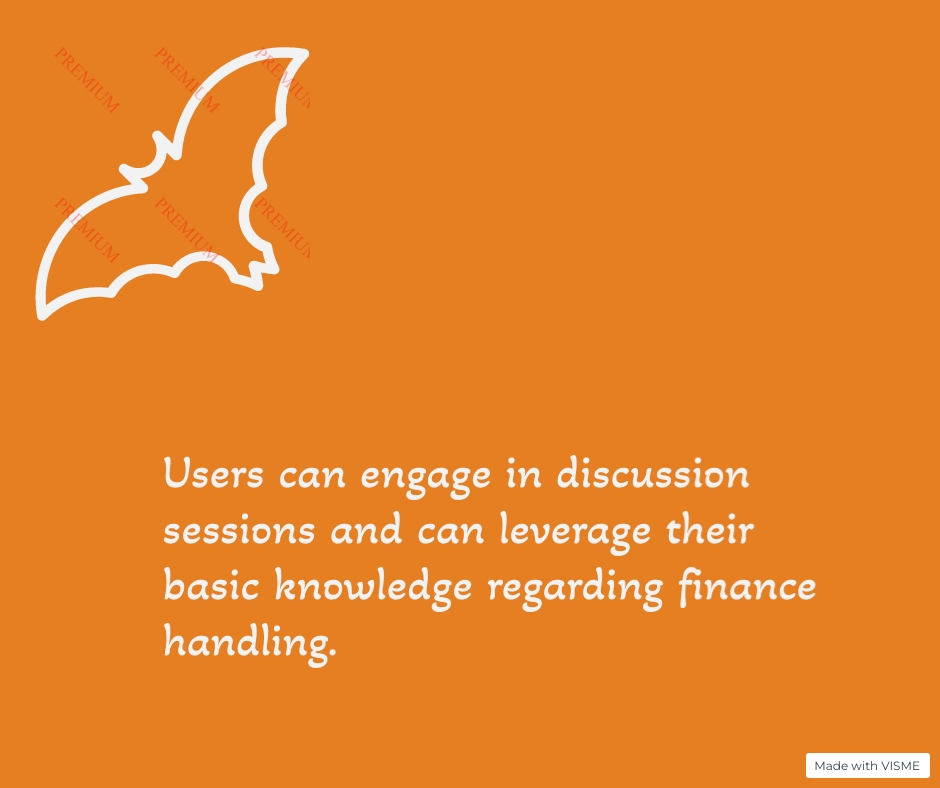 PREMIUM PREMIUM PREMIUM
PREMIUM PREMIUM PREMIUM
Users can engage in discussion
sessions and can leverage their
basic knowledge regarding finance
handling.
Made with VISME